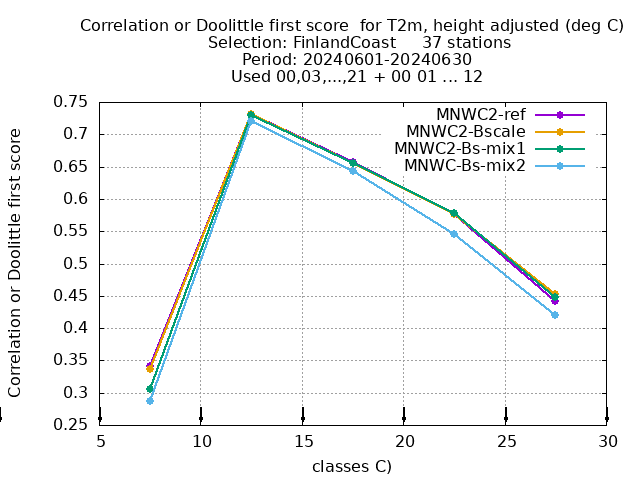 Correlation or Doolittle first score  for T2m, height adjusted (deg C)
Selection: FinlandCoast     37 stations
Period: 20240601-20240630
Used 00,03,...,21 + 00 01 ... 12
MNWC2-ref
MNWC2-Bscale
MNWC2-Bs-mix1
MNWC-Bs-mix2
Correlation or Doolittle first score
0.75
0.7
0.65
0.6
0.55
0.5
0.45
0.4
0.35
0.3
0.25
5 10 15 20 25 30
classes C)